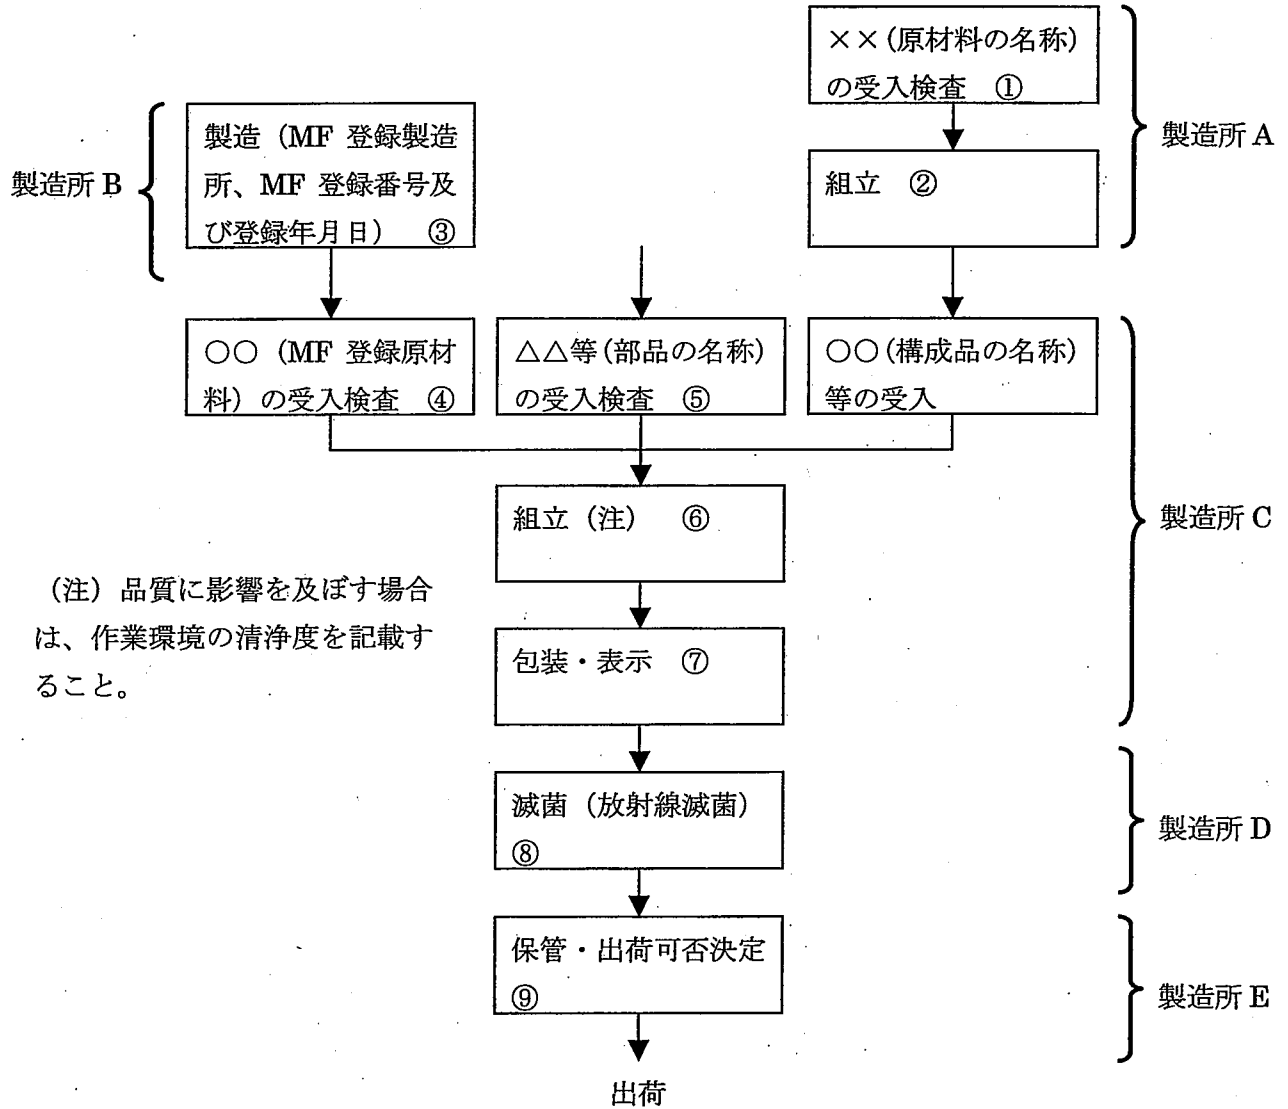 ××(原材料の名称)
の受入検査 ①
製造所 A
組立 ②
製造所 B
製造（MF 登録製造
所、MF 登録番号及
び登録年月日） ③
○○（MF 登録原材
料）の受入検査 ④
△△等(部品の名称)
の受入検査 ⑤
○○(構成品の名称)
等の受入
組立（注） ⑥
製造所 C
（注）品質に影響を及ぼす場合
は、作業環境の清浄度を記載す
ること。
包装・表示 ⑦
滅菌（放射線滅菌）
⑧
製造所 D
保管・出荷可否決定
⑨
製造所 E
出荷